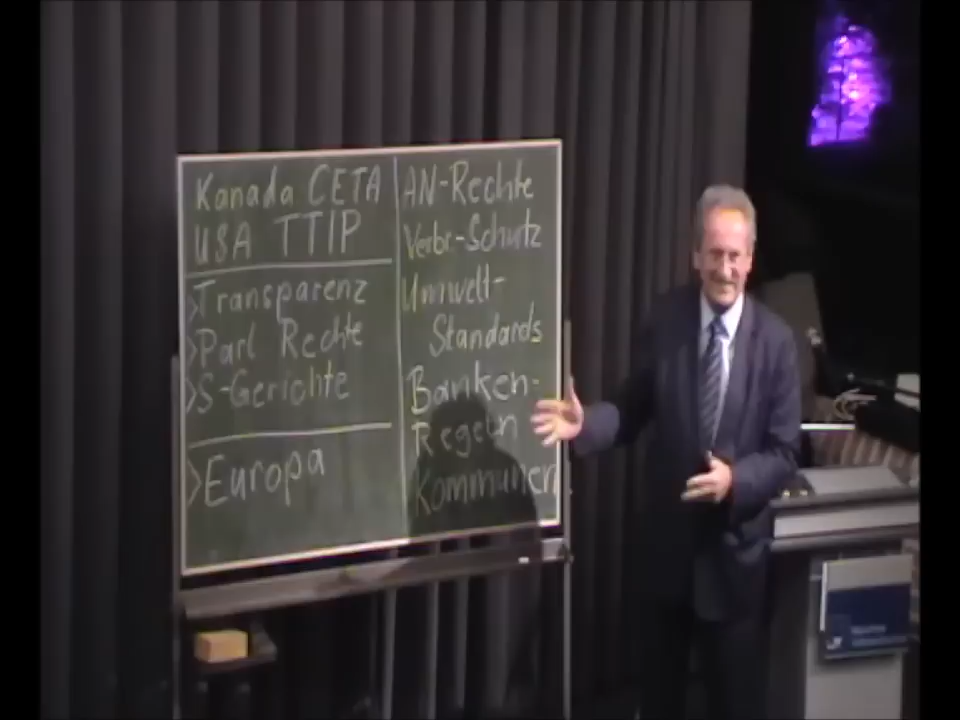 Kanada CETA
USA TTIP
>Transparenz
>Parl Rechte
>S-Gerichte
>Europa
AN-Rechte
Verbr-Schutz
Umwelt-
Standards
Banken-
Regeln
Kommunen